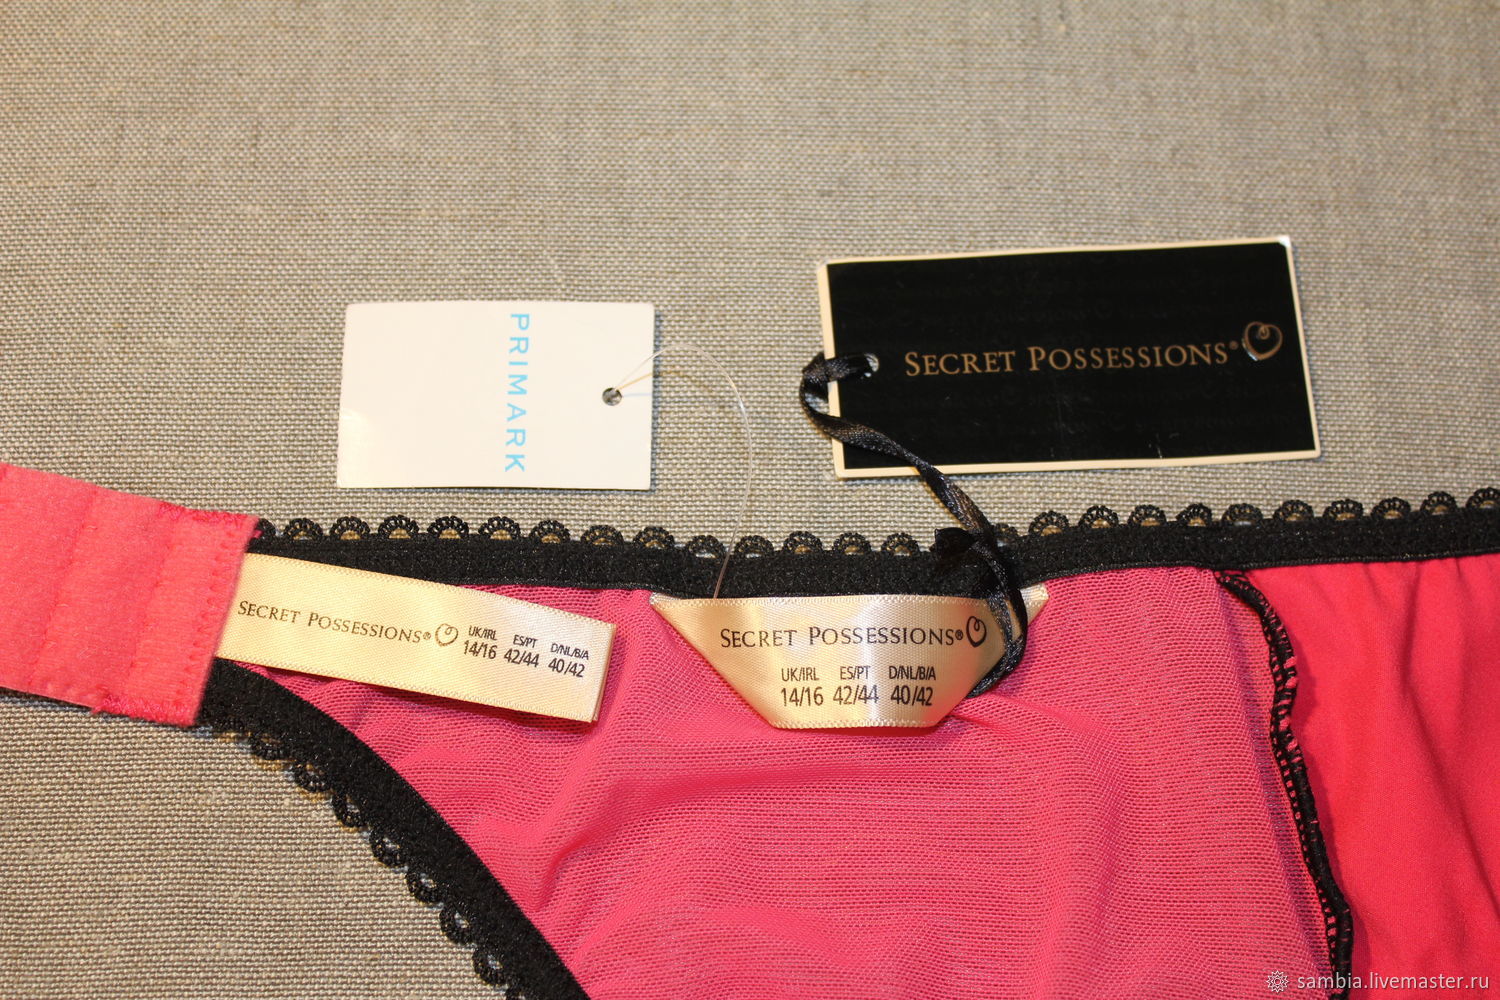 PRIMARK
SECRET POSSESSIONS®
SECRET POSSESSIONS®
UK/IRL ES/PT D/NL/B/A
14/16 42/44 40/42
SECRET POSSESSIONS®
UK/IRL ES/PT D/NL/B/A
14/16 42/44 40/42
sambia.livemaster.ru